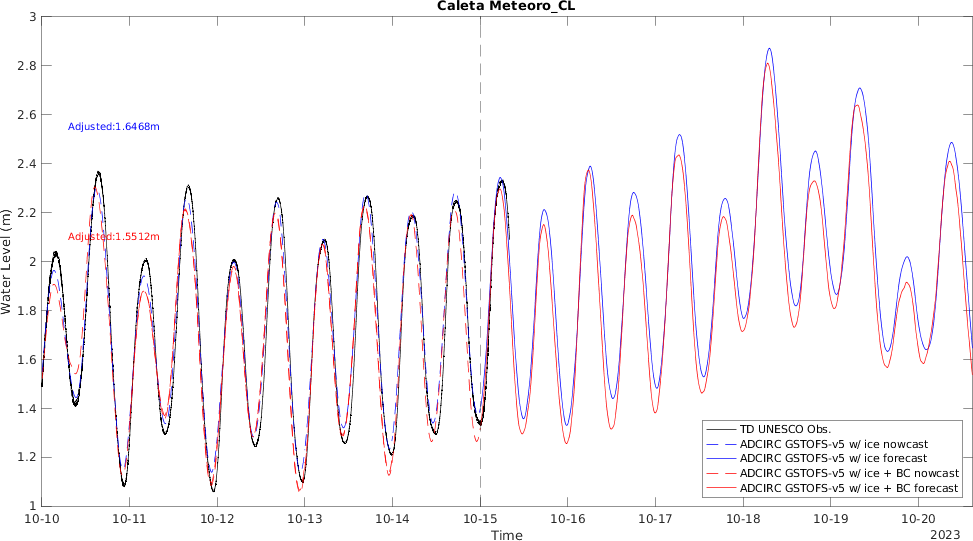 Caleta Meteoro_CL
3
2.8
2.6
2.4
2.2
2
1.8
1.6
1.4
1.2
1
Water Level (m)
Adjusted:1.6468m
Adjusted:1.5512m
TD UNESCO Obs.
ADCIRC GSTOFS-v5 w/ ice nowcast
ADCIRC GSTOFS-v5 w/ ice forecast
ADCIRC GSTOFS-v5 w/ ice + BC nowcast
ADCIRC GSTOFS-v5 w/ ice + BC forecast
10-10 10-11 10-12 10-13 10-14 10-15 10-16 10-17 10-18 10-19 10-20
Time
2023